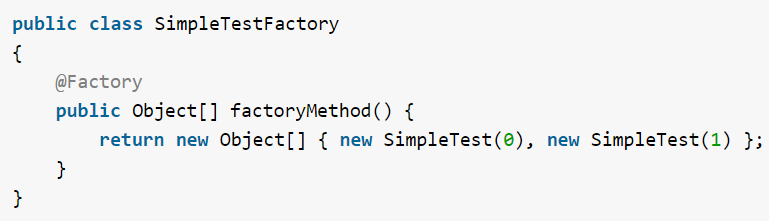 public class SimpleTestFactory
{
    @Factory
    public Object[] factoryMethod() {
        return new Object[] { new SimpleTest(0), new SimpleTest(1) };
    }
}